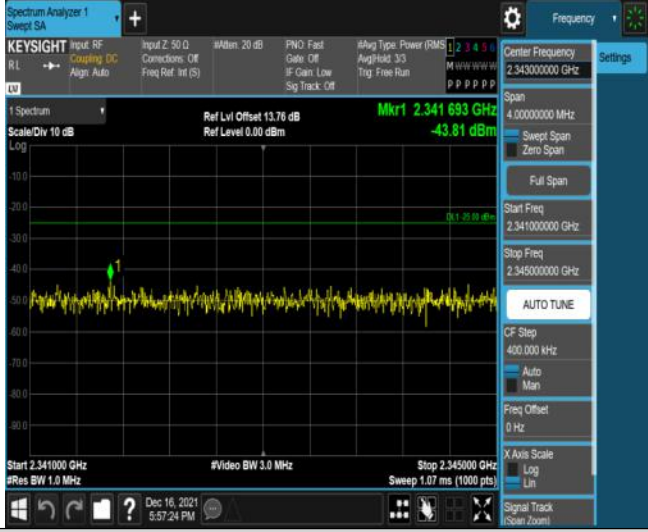 Spectrum Analyzer 1
Swept SA
Frequency
KEYSIGHT
RL
Input: RF
Coupling: DC
Align: Auto
Input Z: 50 Ω
Corrections: Off
Freq Ref: Int (S)
#Atten: 20 dB
PNO: Fast
Gate: Off
IF Gain: Low
Sig Track: Off
#Avg Type: Power (RMS
Avg|Hold: 3/3
Trig: Free Run
1 2 3 4 5 6
M W W W W W
P P P P P P
Center Frequency
2.343000000 GHz
Settings
Span
4.00000000 MHz
Swept Span
Zero Span
Full Span
Start Freq
2.341000000 GHz
Stop Freq
2.345000000 GHz
AUTO TUNE
CF Step
400.000 kHz
Auto
Man
Freq Offset
0 Hz
X Axis Scale
Log
Lin
Signal Track
(Span Zoom)
LW
1 Spectrum
Scale/Div 10 dB
Log
Ref Lvl Offset 13.76 dB
Ref Level 0.00 dBm
Mkr1 2.341 693 GHz
-43.81 dBm
-10.0
-20.0
-30.0
-40.0
-50.0
-60.0
-70.0
-80.0
-90.0
DL1 -25.00 dBm
1
Start 2.341000 GHz
#Res BW 1.0 MHz
#Video BW 3.0 MHz
Stop 2.345000 GHz
Sweep 1.07 ms (1000 pts)
?
Dec 16, 2021
5:57:24 PM